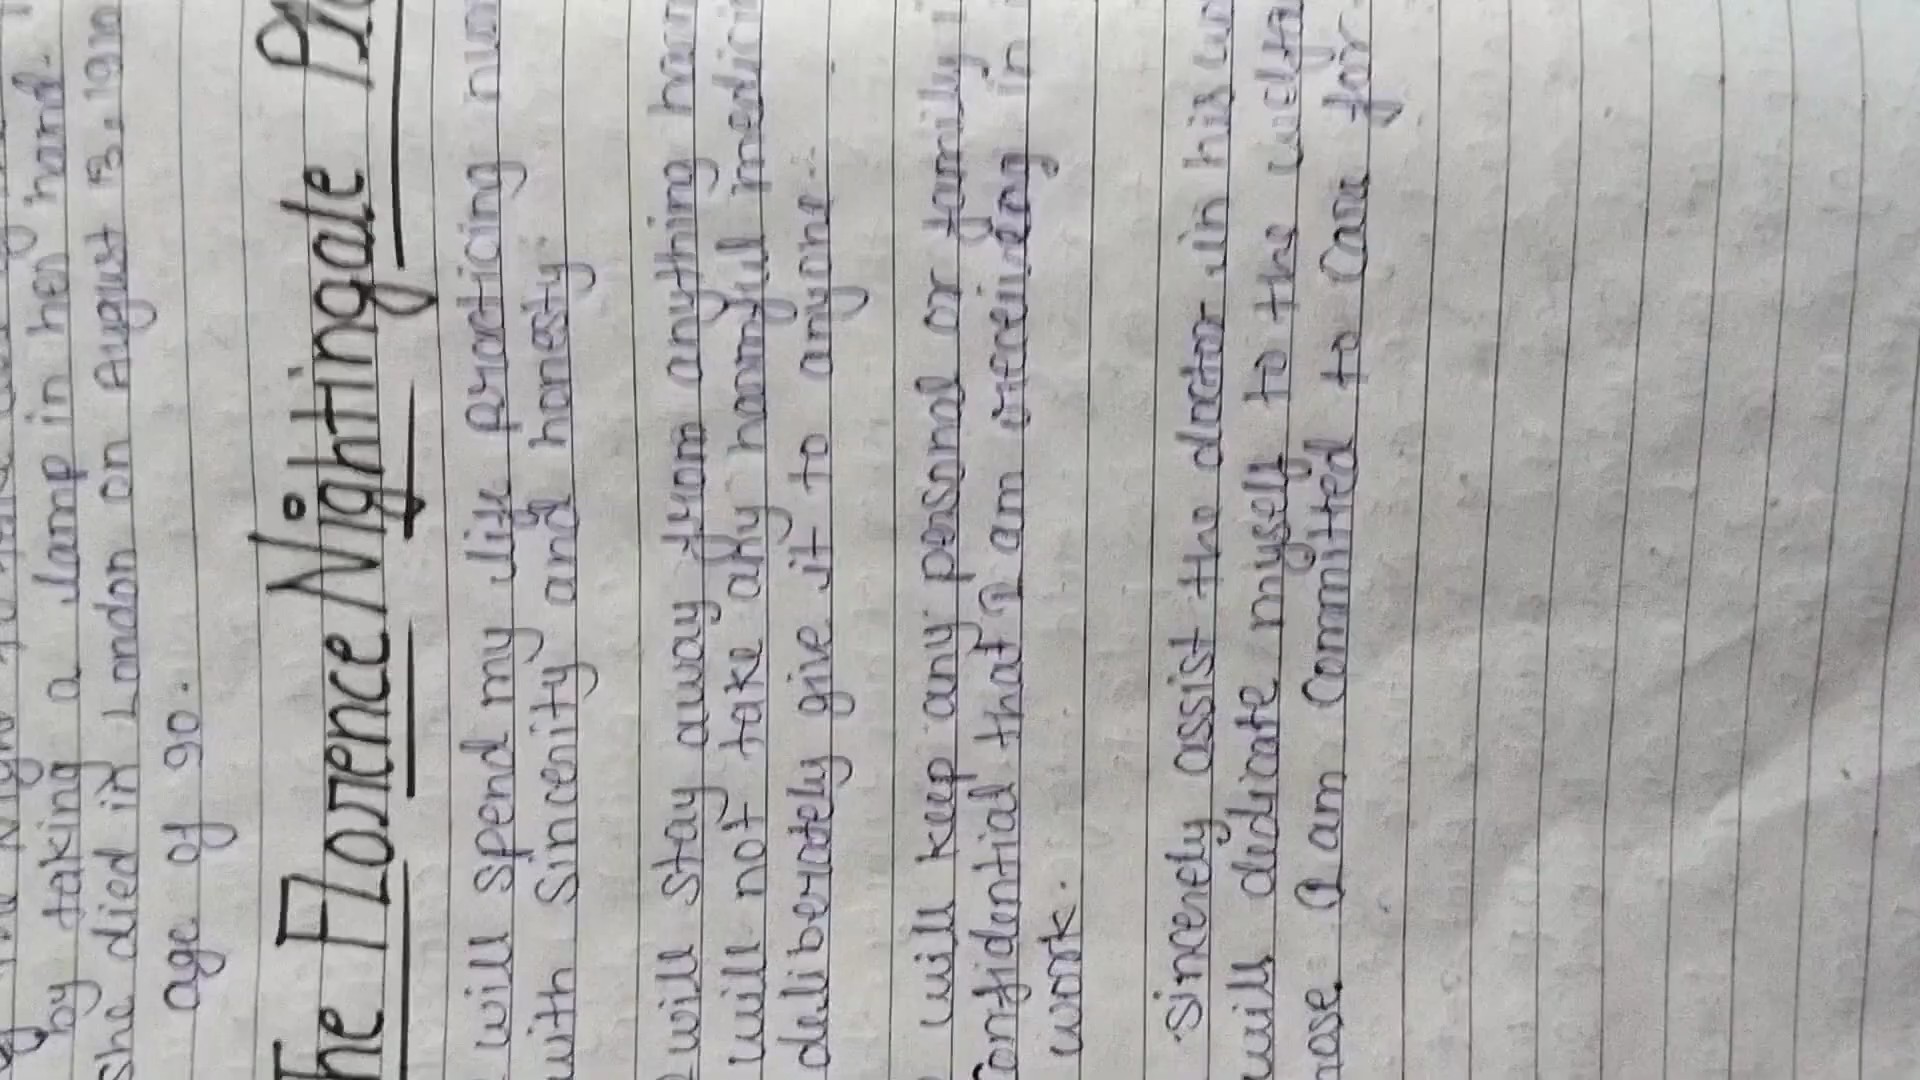 by taking a lamp in her hand.
she died in London on August 13, 1910
age of 90.
The Florence Nightingale
will spend my life practicing
with Sincerity and honesty.
will stay away from anything
will not take any harmful
deliberately give it to anyone.
will keep any personal or family
Confidential that I am receiveing in
work.
Sincerely assist the doctor in his
will dedicate myself to the
I am Committed to Care for